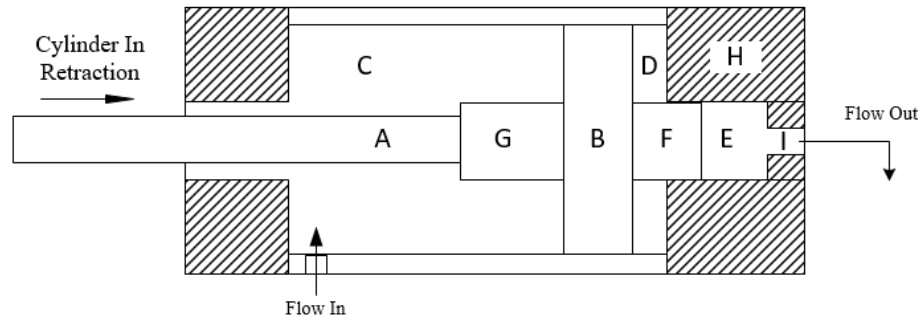 Cylinder In
Retraction
C
D
H
A
G
B
F
E
I
Flow Out
Flow In